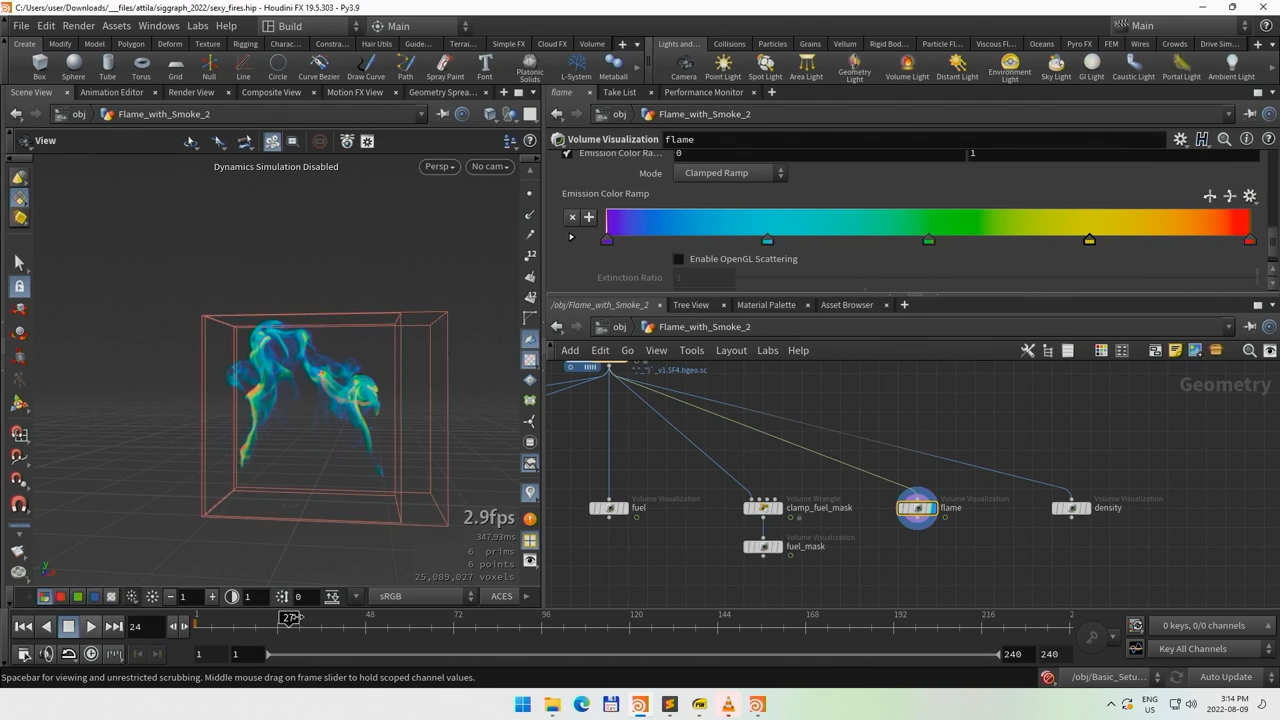 C:/Users/user/Downloads/__files/attila/siggraph_2022/sexy_fires.hip - Houdini FX 19.5.303 - Py3.9
File Edit Render Assets Windows Labs Help Build Main Main
Create Modify Model Polygon Deform Texture Rigging Charac... Constra... Hair Utils Guide... Terrai... Simple FX Cloud FX Volume
Lights and... Collisions Particles Grains Vellum Rigid Bod... Particle Fl... Viscous Fl... Oceans Pyro FX FEM Wires Crowds Drive Sim...
Box Sphere Tube Torus Grid Null Line Circle Curve Bezier Draw Curve Path Spray Paint Font Platonic Solids L-System Metaball
Camera Point Light Spot Light Area Light Geometry Light Volume Light Distant Light Environment Light Sky Light GI Light Caustic Light Portal Light Ambient Light
Scene View Animation Editor Render View Composite View Motion FX View Geometry Sprea...
flame Take List Performance Monitor
obj Flame_with_Smoke_2
obj Flame_with_Smoke_2
View
Volume Visualization flame
Emission Color Ra... 0 1
Dynamics Simulation Disabled
Persp No cam
Mode Clamped Ramp
Emission Color Ramp
Enable OpenGL Scattering
Extinction Ratio 1
/obj/Flame_with_Smoke_2 Tree View Material Palette Asset Browser
obj Flame_with_Smoke_2
Add Edit Go View Tools Layout Labs Help
_v1.$F4.bgeo.sc
Geometry
Volume Visualization
fuel
Volume Wrangle
clamp_fuel_mask
Volume Visualization
flame
Volume Visualization
density
Volume Visualization
fuel_mask
2.9fps
347.93ms
6 prims
6 points
25,089,027 voxels
1 1 0 sRGB ACES
24 1 27 48 72 96 120 144 168 192 216 2
0 keys, 0/0 channels
1 1 240 240
Key All Channels
Spacebar for viewing and unrestricted scrubbing. Middle mouse drag on frame slider to hold scoped channel values.
/obj/Basic_Setu... Auto Update
ENG
US
3:14 PM
2022-08-09